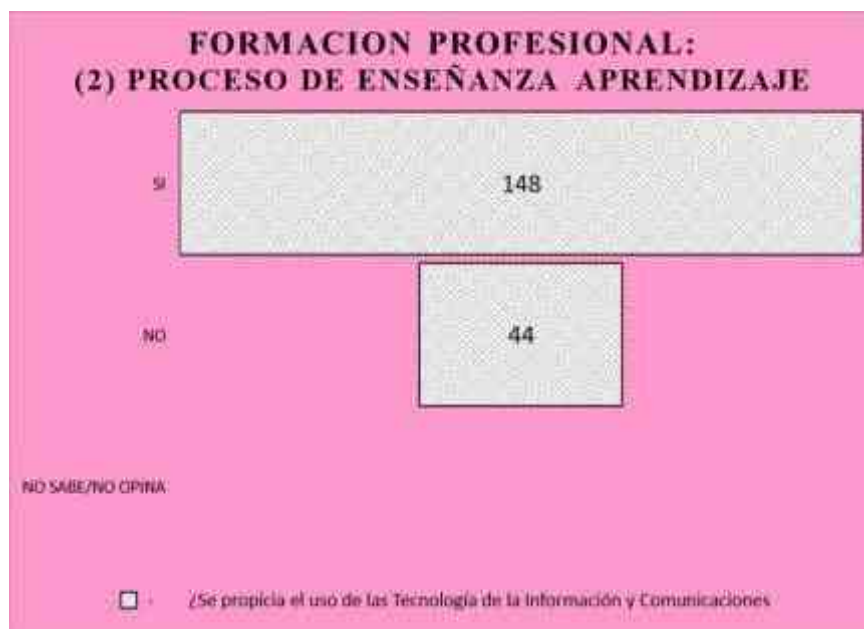 FORMACION PROFESIONAL:
(2) PROCESO DE ENSEÑANZA APRENDIZAJE
SI
148
NO
44
NO SABE/NO OPINA
- ¿Se propicia el uso de las Tecnología de la Información y Comunicaciones